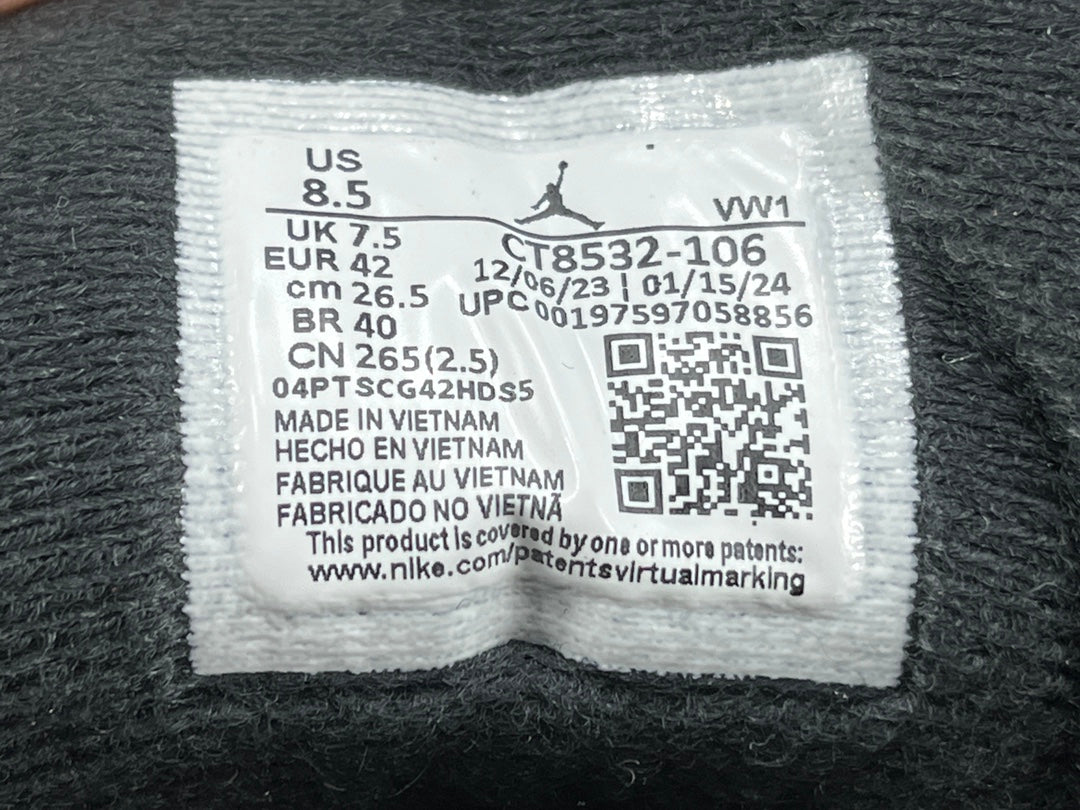 US
8.5
VW1
UK 7.5
CT8532-106
EUR 42
12/06/23 | 01/15/24
cm 26.5
UPC 00197597058856
BR 40
CN 265(2.5)
04PTSCG42HDS5
MADE IN VIETNAM
HECHO EN VIETNAM
FABRIQUE AU VIETNAM
FABRICADO NO VIETNÃ
This product is covered by one or more patents:
www.nike.com/patentsvirtualmarking